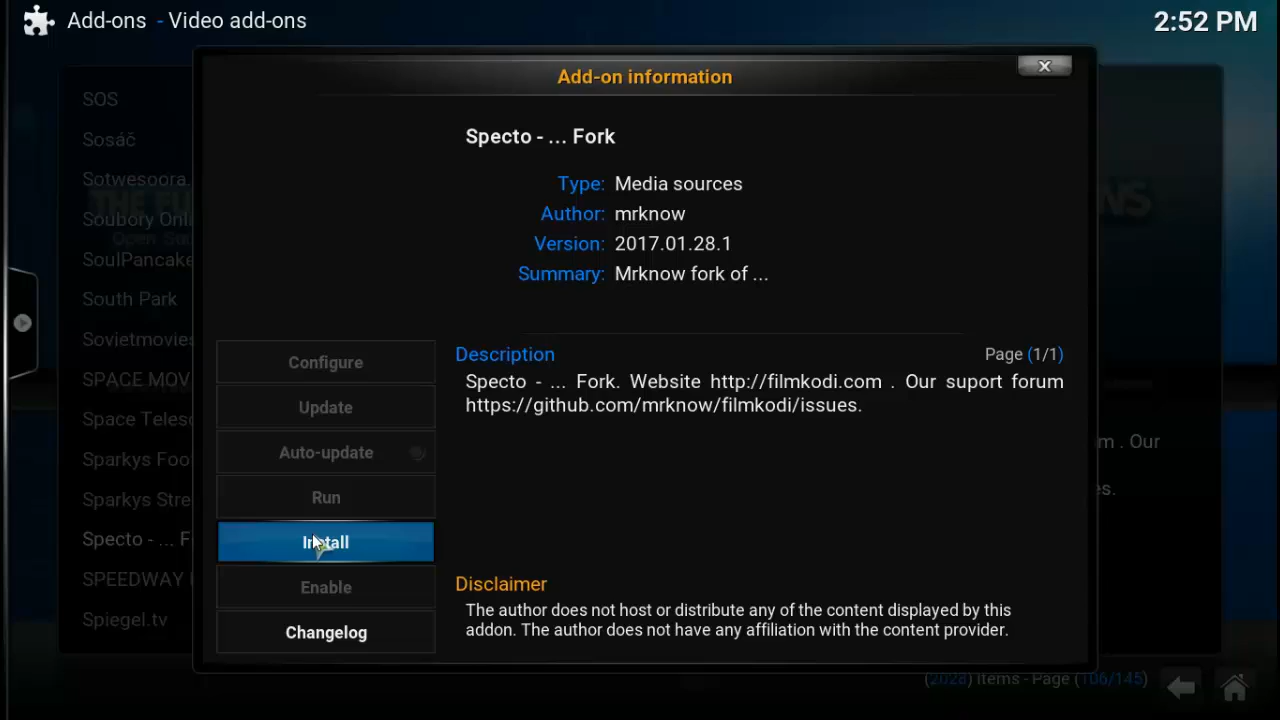 Add-ons - Video add-ons
2:52 PM
Add-on information
x
Specto - ... Fork
Type: Media sources
Author: mrknow
Version: 2017.01.28.1
Summary: Mrknow fork of ...
SOS
Sosáč
Sotwesoora.
Soubory Onl
SoulPancake
South Park
Sovietmovies
SPACE MOV
Space Teles
Sparkys Foo
Sparkys Stre
Specto - ... F
SPEEDWAY
Spiegel.tv
Configure
Update
Auto-update
Run
Install
Enable
Changelog
Description
Page (1/1)
Specto - ... Fork. Website http://filmkodi.com . Our suport forum
https://github.com/mrknow/filmkodi/issues.
Disclaimer
The author does not host or distribute any of the content displayed by this
addon. The author does not have any affiliation with the content provider.
m . Our
es.
(2028) Items - Page (106/145)